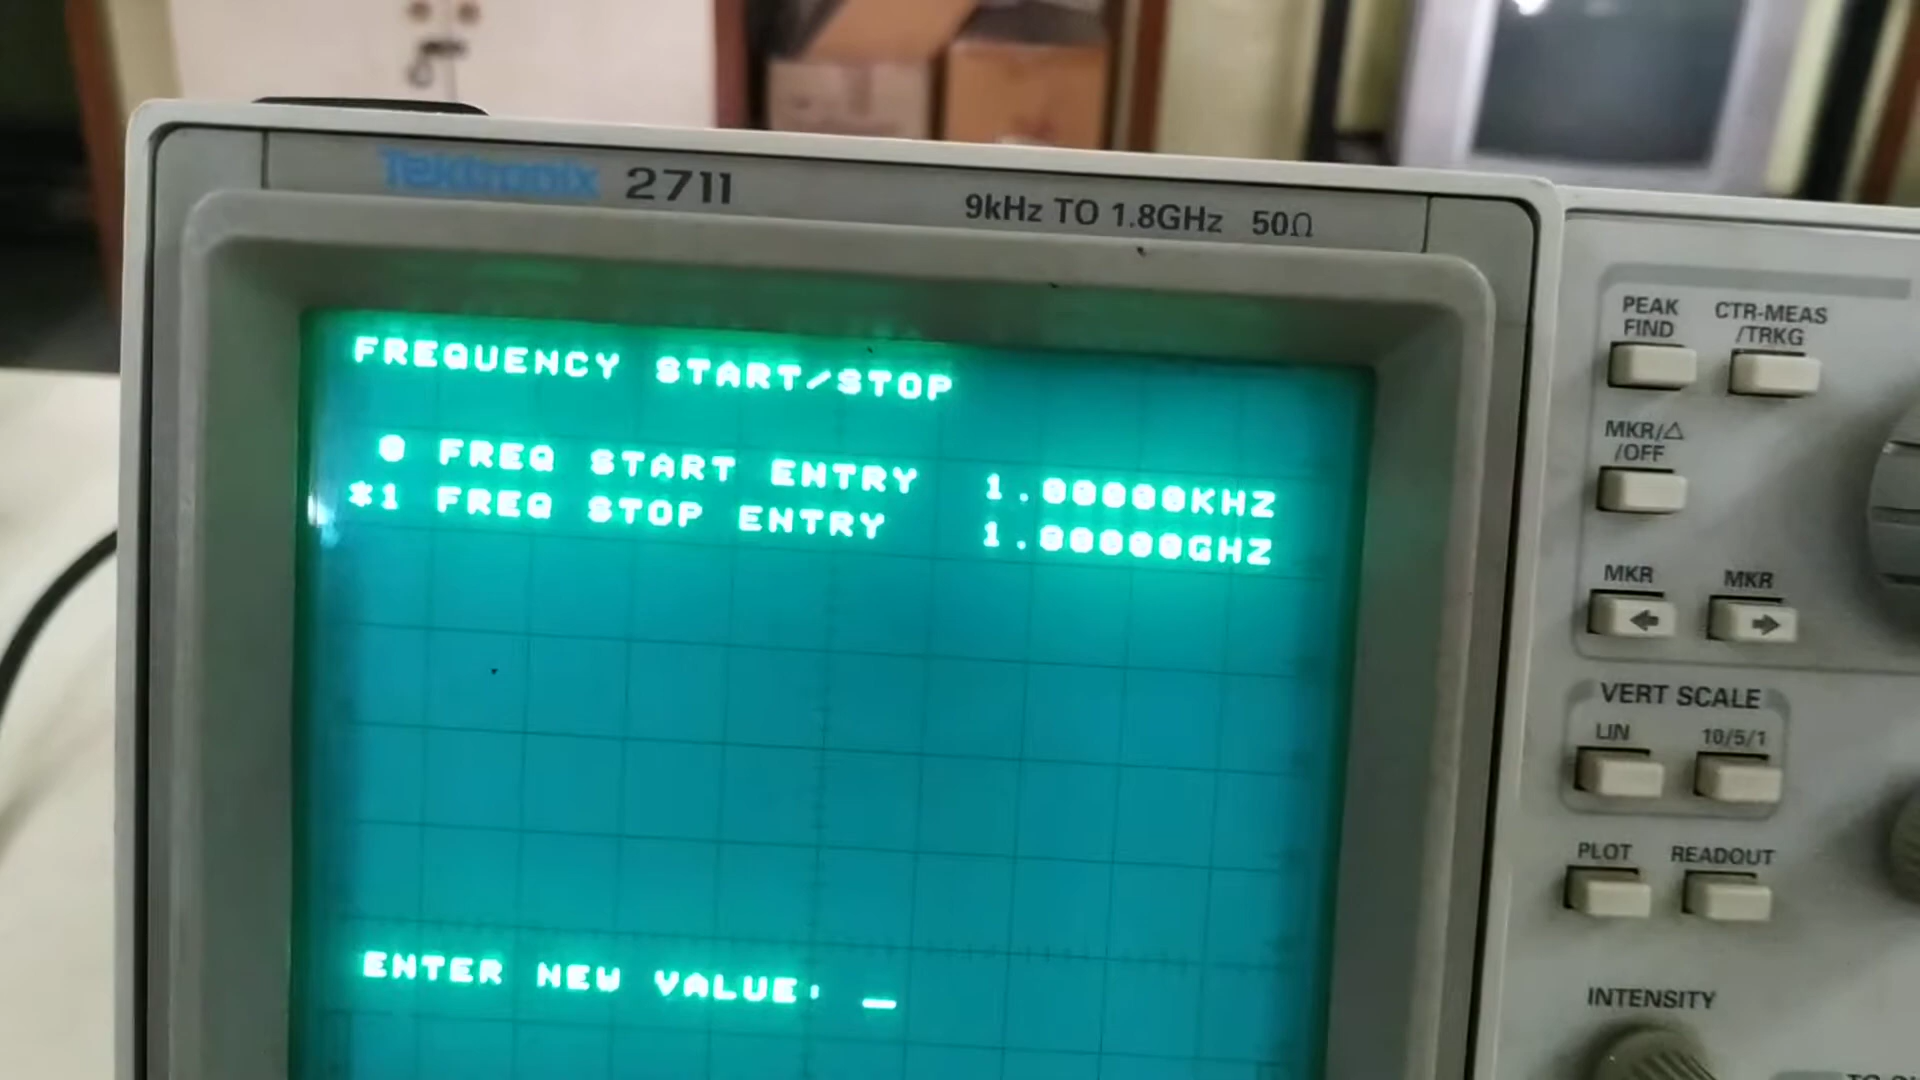 Tektronix 2711
9kHz TO 1.8GHz 50Ω
FREQUENCY START/STOP
0 FREQ START ENTRY 1.00000KHZ
*1 FREQ STOP ENTRY 1.80000GHZ
ENTER NEW VALUE: _
PEAK FIND
CTR-MEAS /TRKG
MKR/△ /OFF
MKR
MKR
VERT SCALE
LIN
10/5/1
PLOT
READOUT
INTENSITY